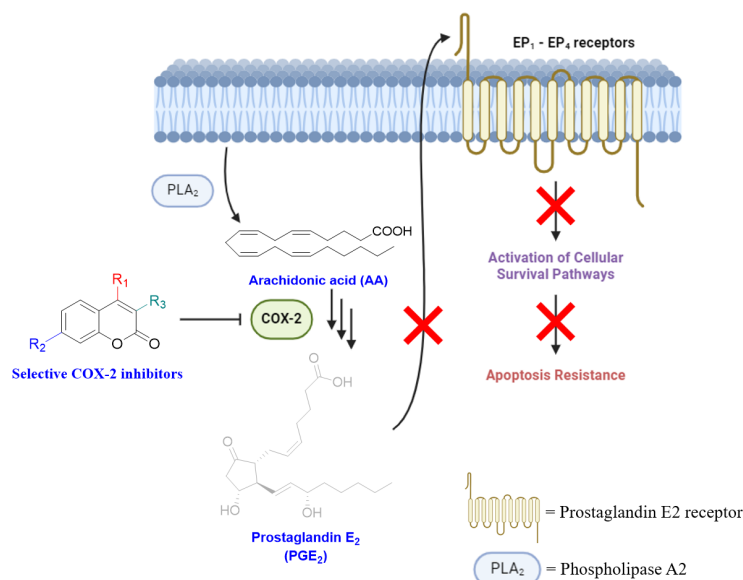 EP₁ - EP₄ receptors
PLA₂
COOH
Arachidonic acid (AA)
Activation of Cellular
Survival Pathways
R₁
R₃
R₂
O
O
COX-2
Selective COX-2 inhibitors
O
OH
Apoptosis Resistance
O
HO
OH
Prostaglandin E₂
(PGE₂)
= Prostaglandin E2 receptor
PLA₂ = Phospholipase A2